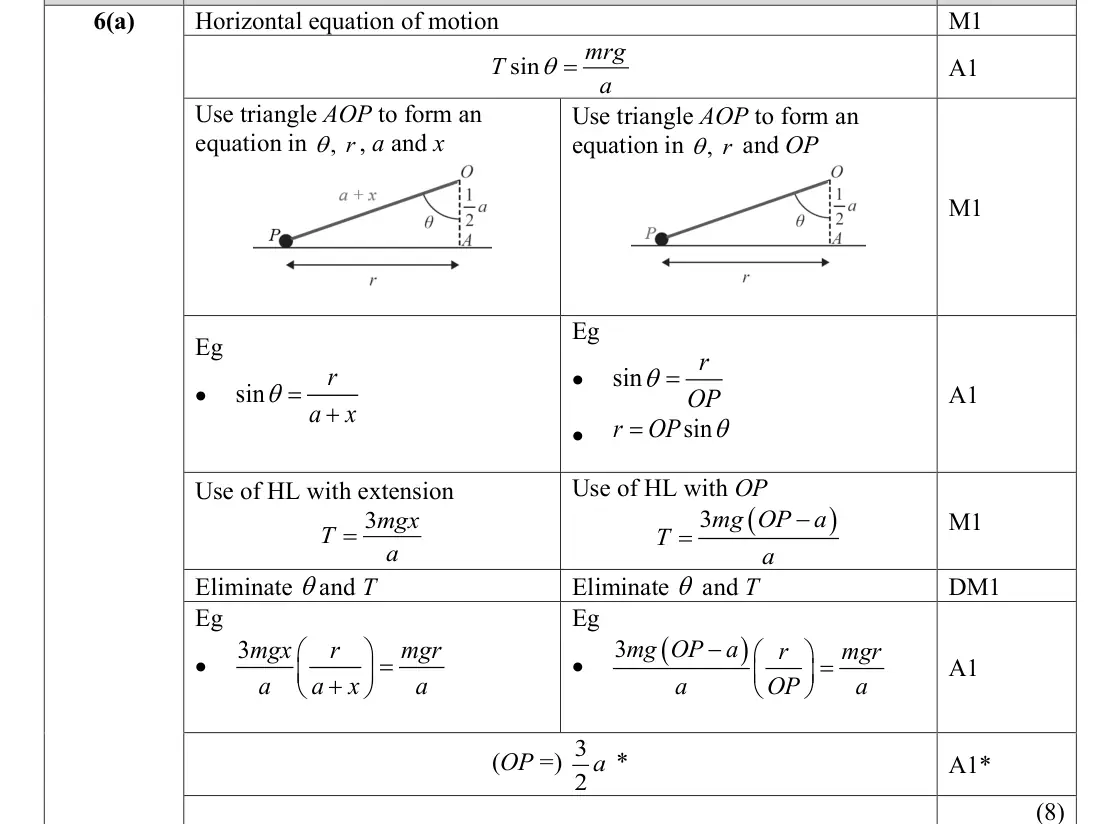 6(a)
Horizontal equation of motion
M1
T sin θ = mrg/a
A1
Use triangle AOP to form an
equation in θ, r, a and x
a + x
O
1/2 a
θ
P
A
r
Use triangle AOP to form an
equation in θ, r and OP
O
1/2 a
θ
P
A
r
M1
Eg
• sin θ = r/(a + x)
Eg
• sin θ = r/OP
• r = OP sin θ
A1
Use of HL with extension
T = 3mgx/a
Use of HL with OP
T = 3mg(OP − a)/a
M1
Eliminate θ and T
Eliminate θ and T
DM1
Eg
• 3mgx/a (r/(a + x)) = mgr/a
Eg
• 3mg(OP − a)/a (r/OP) = mgr/a
A1
(OP =) 3/2 a *
A1*
(8)